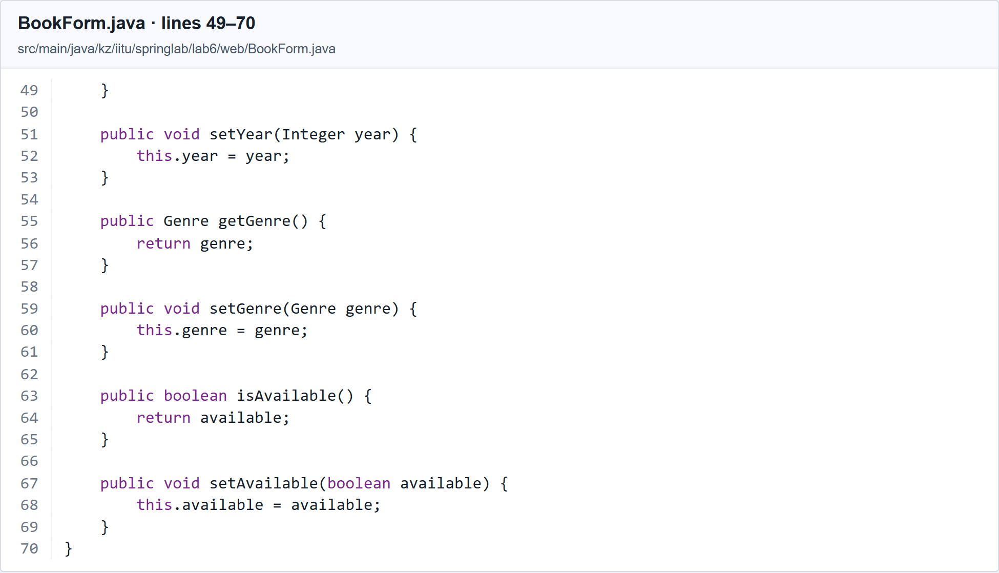 BookForm.java · lines 49–70
src/main/java/kz/iitu/springlab/lab6/web/BookForm.java
49     }
50
51     public void setYear(Integer year) {
52         this.year = year;
53     }
54
55     public Genre getGenre() {
56         return genre;
57     }
58
59     public void setGenre(Genre genre) {
60         this.genre = genre;
61     }
62
63     public boolean isAvailable() {
64         return available;
65     }
66
67     public void setAvailable(boolean available) {
68         this.available = available;
69     }
70 }